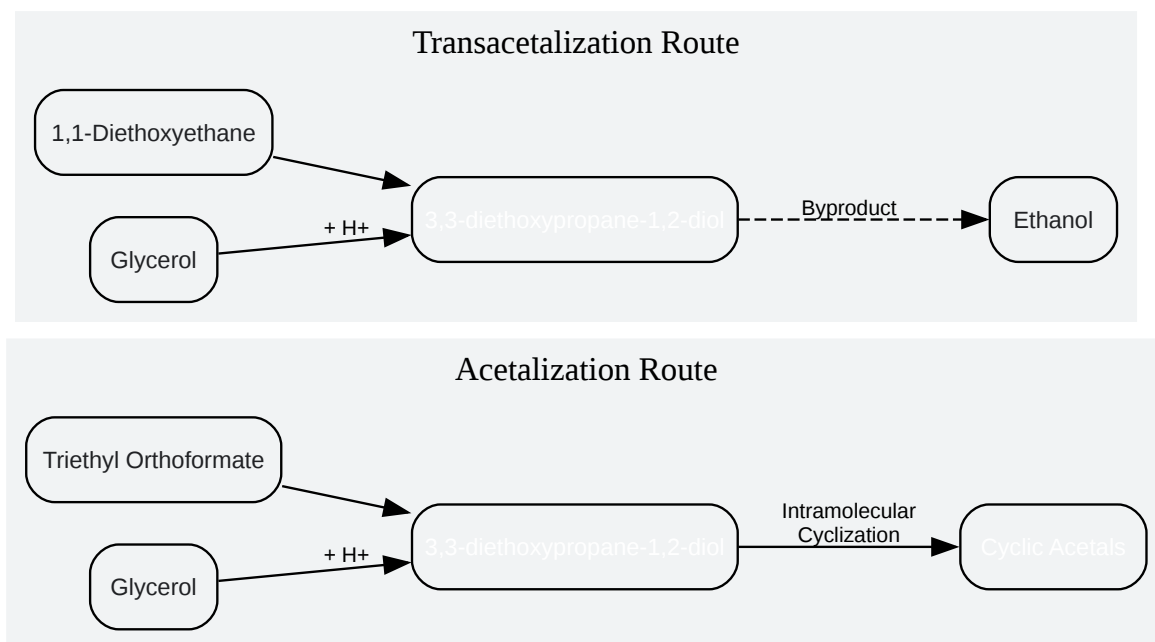 Transacetalization Route
1,1-Diethoxyethane
Glycerol
+ H+
3,3-diethoxypropane-1,2-diol
Byproduct
Ethanol
Acetalization Route
Triethyl Orthoformate
Glycerol
+ H+
3,3-diethoxypropane-1,2-diol
Intramolecular
Cyclization
Cyclic Acetals